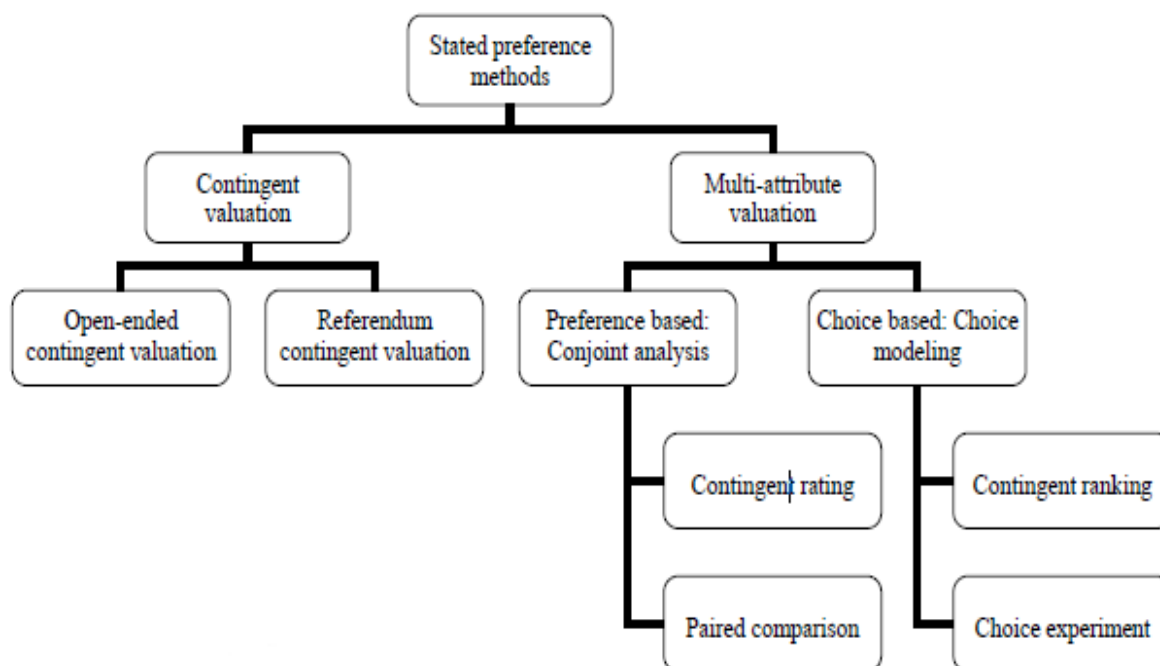 Stated preference
methods
Contingent
valuation
Multi-attribute
valuation
Open-ended
contingent valuation
Referendum
contingent valuation
Preference based:
Conjoint analysis
Choice based: Choice
modeling
Contingent rating
Contingent ranking
Paired comparison
Choice experiment